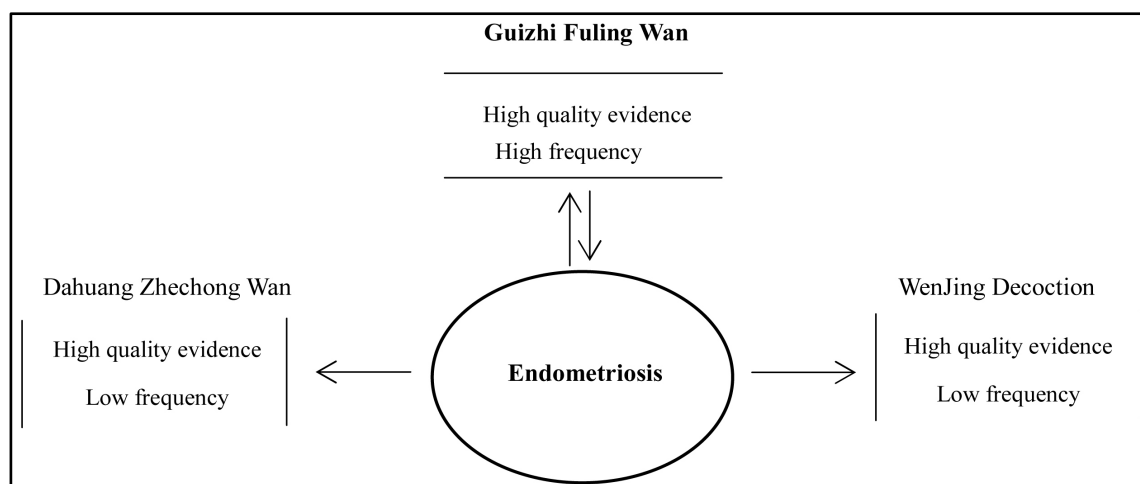 Guizhi Fuling Wan
High quality evidence
High frequency
Dahuang Zhechong Wan
High quality evidence
Low frequency
Endometriosis
WenJing Decoction
High quality evidence
Low frequency